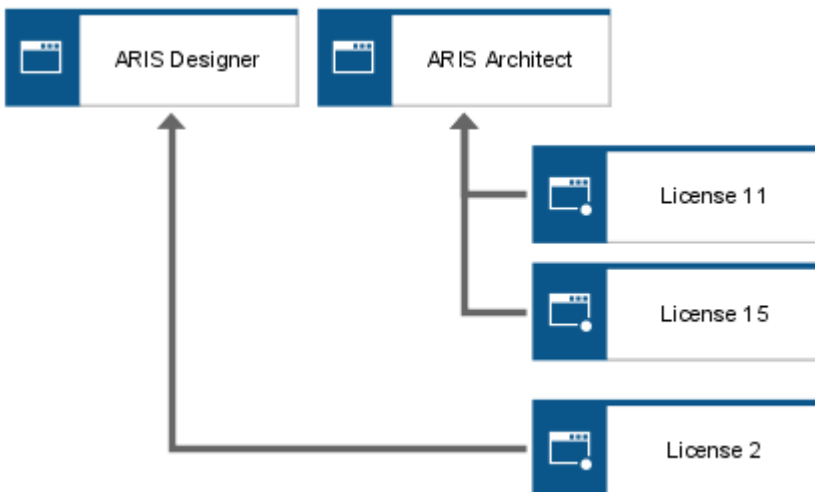 ARIS Designer
ARIS Architect
License 11
License 15
License 2